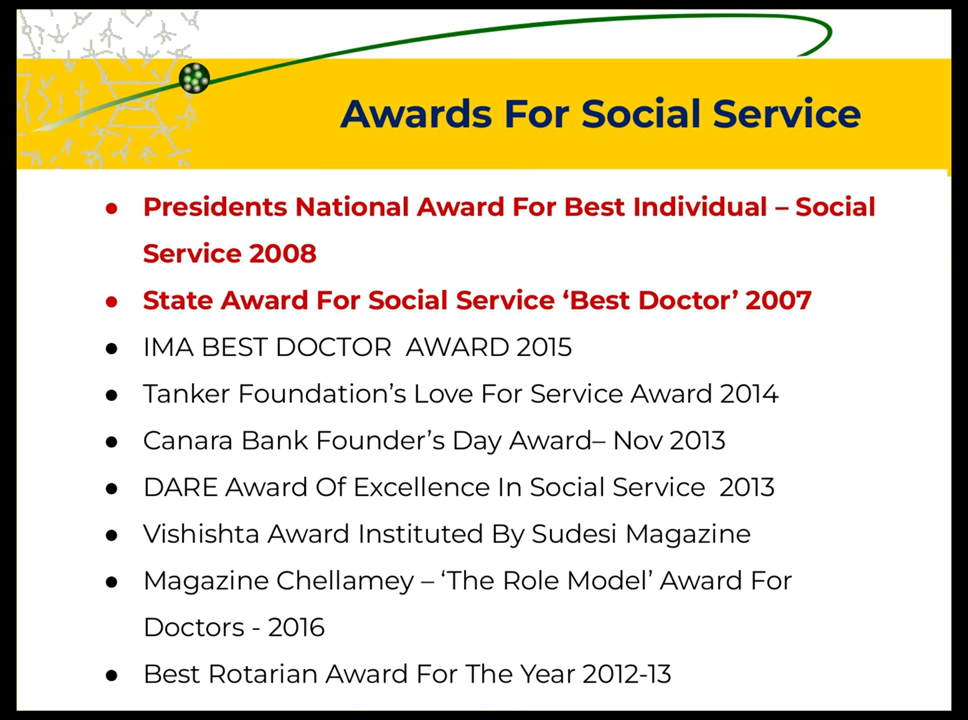 Awards For Social Service
● Presidents National Award For Best Individual – Social
Service 2008
● State Award For Social Service ‘Best Doctor’ 2007
● IMA BEST DOCTOR  AWARD 2015
● Tanker Foundation’s Love For Service Award 2014
● Canara Bank Founder’s Day Award– Nov 2013
● DARE Award Of Excellence In Social Service  2013
● Vishishta Award Instituted By Sudesi Magazine
● Magazine Chellamey – ‘The Role Model’ Award For
Doctors - 2016
● Best Rotarian Award For The Year 2012-13